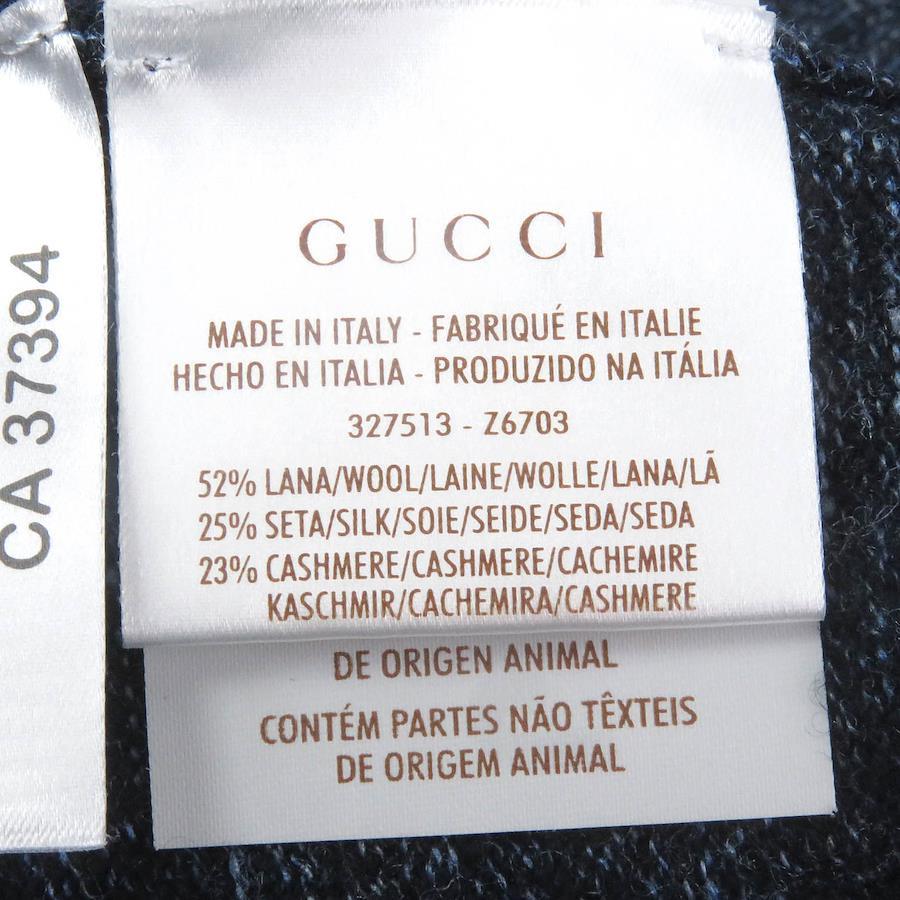 CA 37394
GUCCI
MADE IN ITALY - FABRIQUÉ EN ITALIE
HECHO EN ITALIA - PRODUZIDO NA ITÁLIA
327513 - Z6703
52% LANA/WOOL/LAINE/WOLLE/LANA/LÃ
25% SETA/SILK/SOIE/SEIDE/SEDA/SEDA
23% CASHMERE/CASHMERE/CACHEMIRE
KASCHMIR/CACHEMIRA/CASHMERE
DE ORIGEN ANIMAL
CONTÉM PARTES NÃO TÊXTEIS
DE ORIGEM ANIMAL